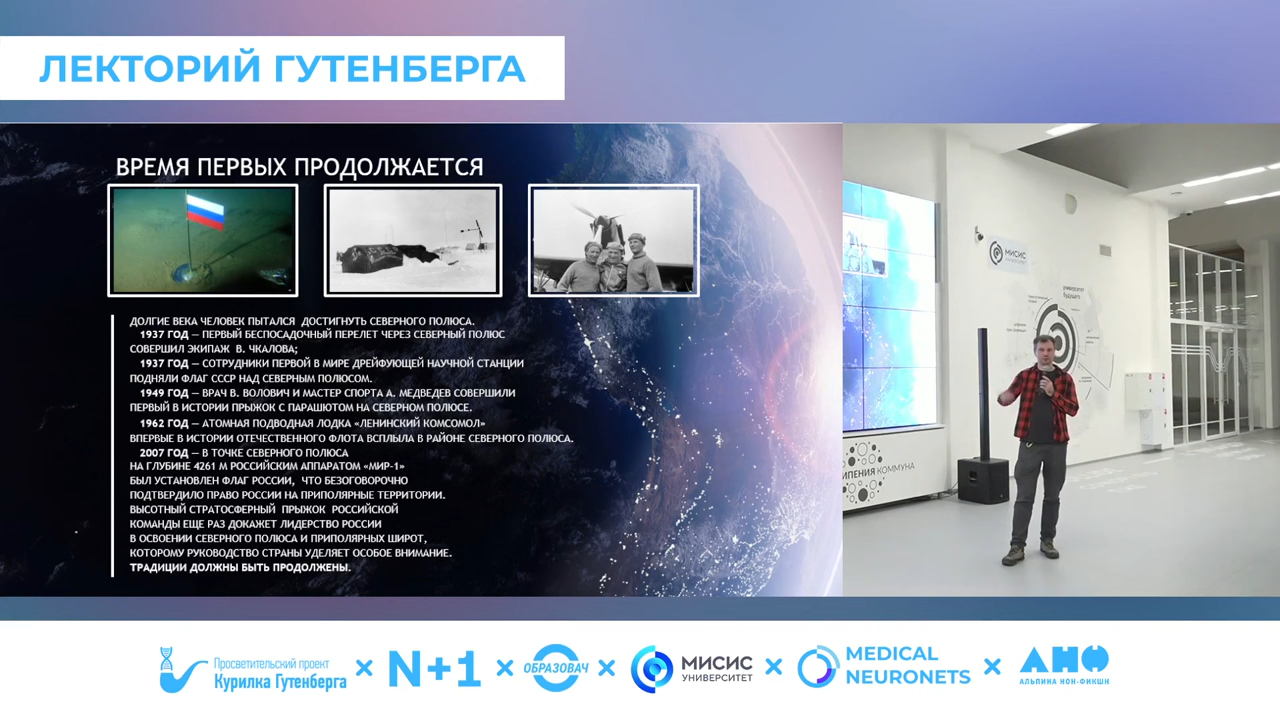 ЛЕКТОРИЙ ГУТЕНБЕРГА
ВРЕМЯ ПЕРВЫХ ПРОДОЛЖАЕТСЯ
ДОЛГИЕ ВЕКА ЧЕЛОВЕК ПЫТАЛСЯ ДОСТИГНУТЬ СЕВЕРНОГО ПОЛЮСА.
1937 ГОД – ПЕРВЫЙ БЕСПОСАДОЧНЫЙ ПЕРЕЛЕТ ЧЕРЕЗ СЕВЕРНЫЙ ПОЛЮС
СОВЕРШИЛ ЭКИПАЖ В. ЧКАЛОВА;
1937 ГОД – СОТРУДНИКИ ПЕРВОЙ В МИРЕ ДРЕЙФУЮЩЕЙ НАУЧНОЙ СТАНЦИИ
ПОДНЯЛИ ФЛАГ СССР НАД СЕВЕРНЫМ ПОЛЮСОМ.
1949 ГОД – ВРАЧ В. ВОЛОВИЧ И МАСТЕР СПОРТА А. МЕДВЕДЕВ СОВЕРШИЛИ
ПЕРВЫЙ В ИСТОРИИ ПРЫЖОК С ПАРАШЮТОМ НА СЕВЕРНОМ ПОЛЮСЕ.
1962 ГОД – АТОМНАЯ ПОДВОДНАЯ ЛОДКА «ЛЕНИНСКИЙ КОМСОМОЛ»
ВПЕРВЫЕ В ИСТОРИИ ОТЕЧЕСТВЕННОГО ФЛОТА ВСПЛЫЛА В РАЙОНЕ СЕВЕРНОГО ПОЛЮСА.
2007 ГОД – В ТОЧКЕ СЕВЕРНОГО ПОЛЮСА
НА ГЛУБИНЕ 4261 М РОССИЙСКИМ АППАРАТОМ «МИР-1»
БЫЛ УСТАНОВЛЕН ФЛАГ РОССИИ, ЧТО БЕЗОГОВОРОЧНО
ПОДТВЕРДИЛО ПРАВО РОССИИ НА ПРИПОЛЯРНЫЕ ТЕРРИТОРИИ.
ВЫСОТНЫЙ СТРАТОСФЕРНЫЙ ПРЫЖОК РОССИЙСКОЙ
КОМАНДЫ ЕЩЕ РАЗ ДОКАЖЕТ ЛИДЕРСТВО РОССИИ
В ОСВОЕНИИ СЕВЕРНОГО ПОЛЮСА И ПРИПОЛЯРНЫХ ШИРОТ,
КОТОРОМУ РУКОВОДСТВО СТРАНЫ УДЕЛЯЕТ ОСОБОЕ ВНИМАНИЕ.
ТРАДИЦИИ ДОЛЖНЫ БЫТЬ ПРОДОЛЖЕНЫ.
МИСИС
УНИВЕРСИТЕТ
университет
будущего
КИПЕНИЯ КОММУНА
Просветительский проект
Курилка Гутенберга
N+1
ОБРАЗОВАЧ
МИСИС
УНИВЕРСИТЕТ
MEDICAL
NEURONETS
АНФ
АЛЬПИНА НОН-ФИКШН